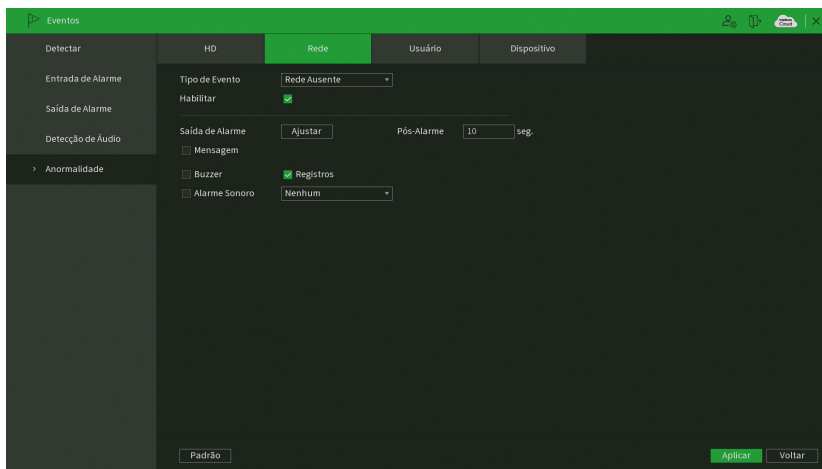 Eventos
Cloud
Detectar
HD
Rede
Usuário
Dispositivo
Entrada de Alarme
Saída de Alarme
Detecção de Áudio
Anormalidade
Tipo de Evento
Rede Ausente
Habilitar
Saída de Alarme
Ajustar
Pós-Alarme
10
seg.
Mensagem
Buzzer
Registros
Alarme Sonoro
Nenhum
Padrão
Aplicar
Voltar